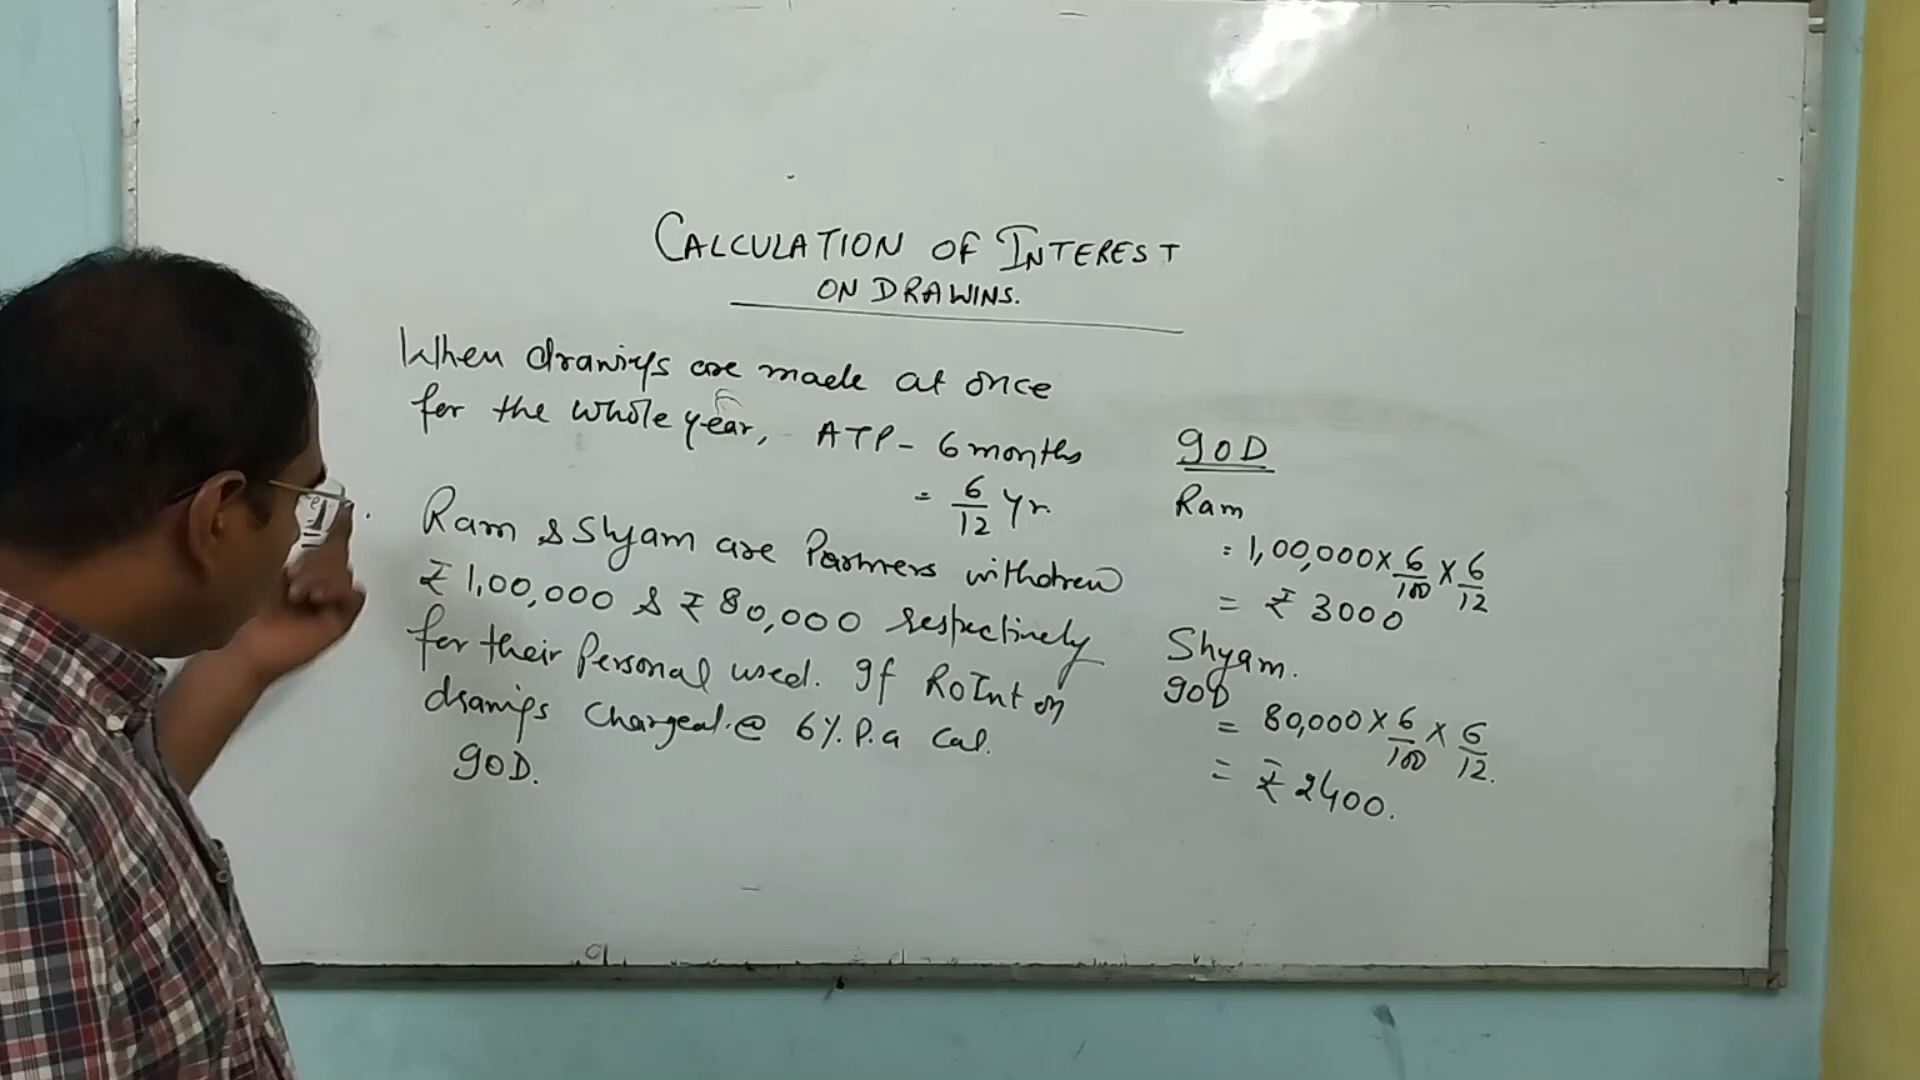 CALCULATION OF INTEREST
ON DRAWINS.
When drawings are made at once
for the whole year, - ATP - 6 months
= 6/12 yr.
Ram & Shyam are Partners withdrew
₹ 1,00,000 & ₹ 80,000 respectively
for their Personal used. If RoInt on
drawings Charged @ 6% P.a Cal.
IOD.
IOD
Ram
= 1,00,000 x 6/100 x 6/12
= ₹ 3000
Shyam.
IOD
= 80,000 x 6/100 x 6/12.
= ₹ 2400.